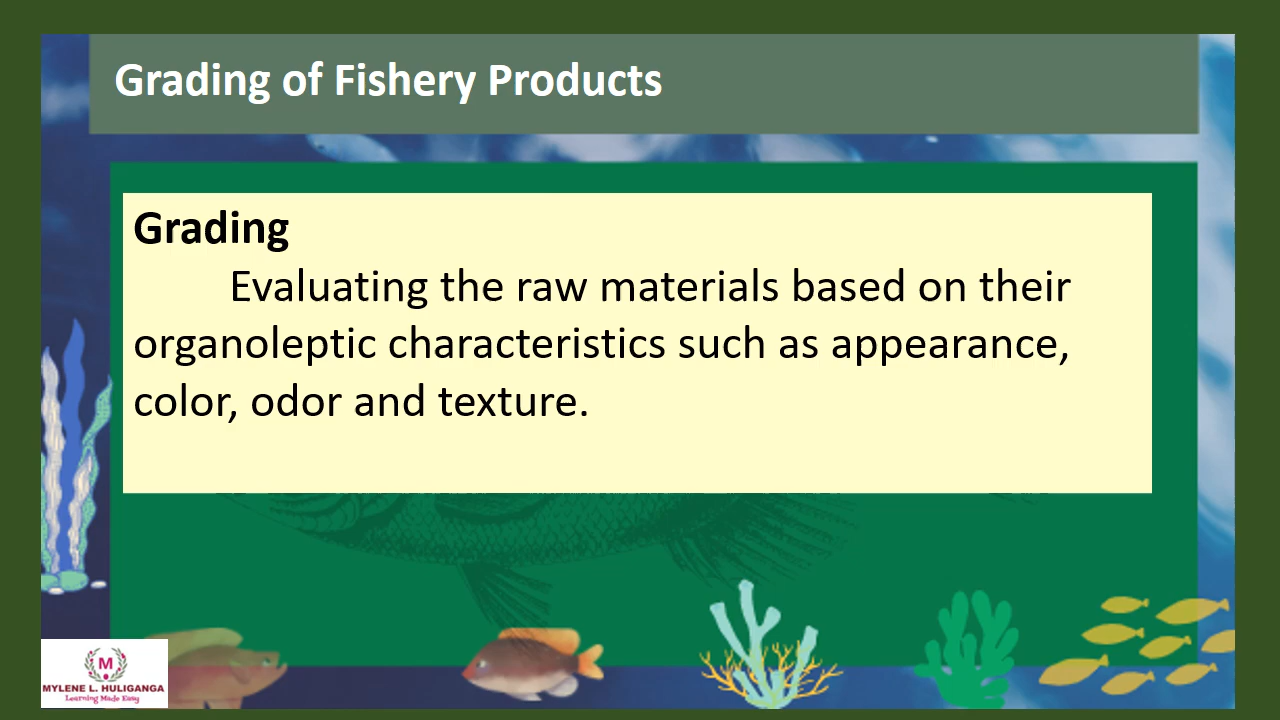 Grading of Fishery Products
Grading
Evaluating the raw materials based on their
organoleptic characteristics such as appearance,
color, odor and texture.
M
MYLENE L. HULIGANGA
Learning Made Easy